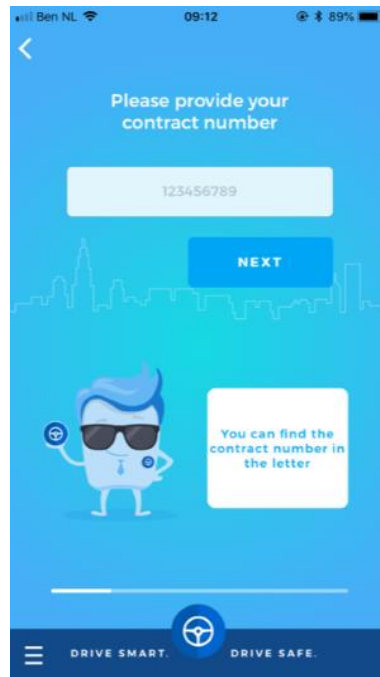 Ben NL 09:12 89%
Please provide your
contract number
123456789
NEXT
You can find the
contract number in
the letter
DRIVE SMART. DRIVE SAFE.